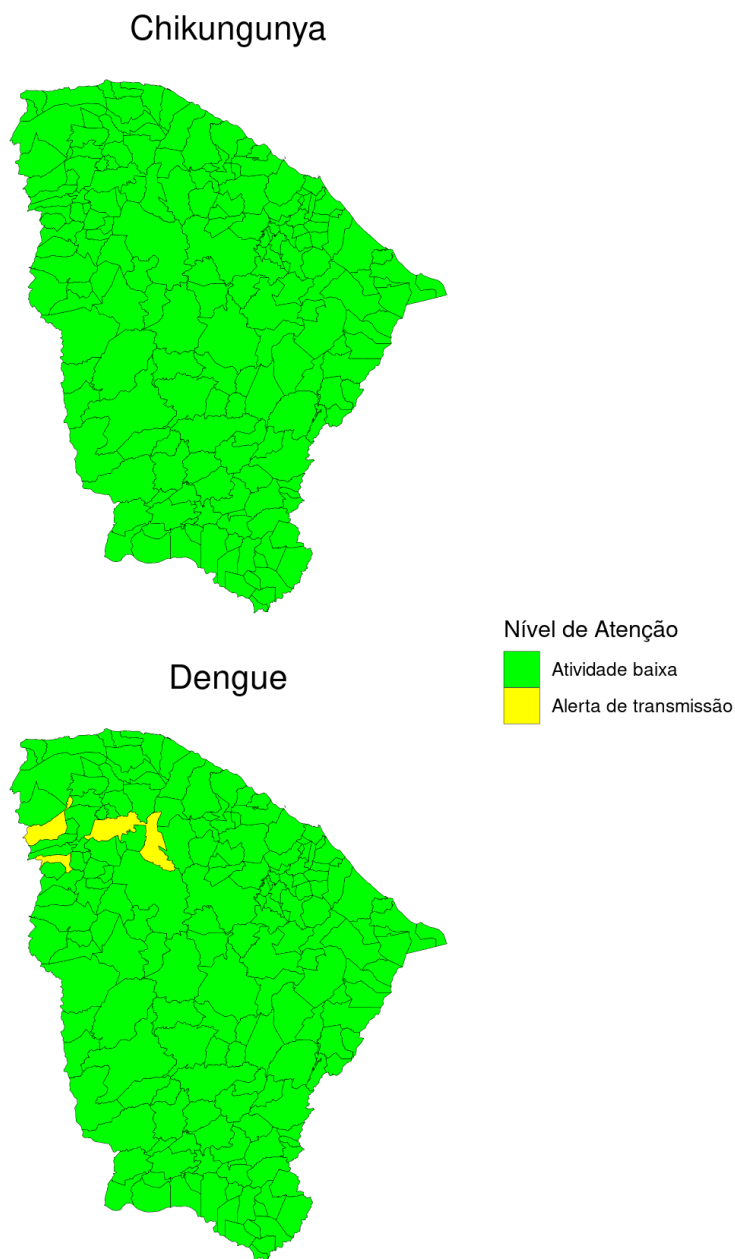 Chikungunya
Nível de Atenção
Atividade baixa
Alerta de transmissão
Dengue